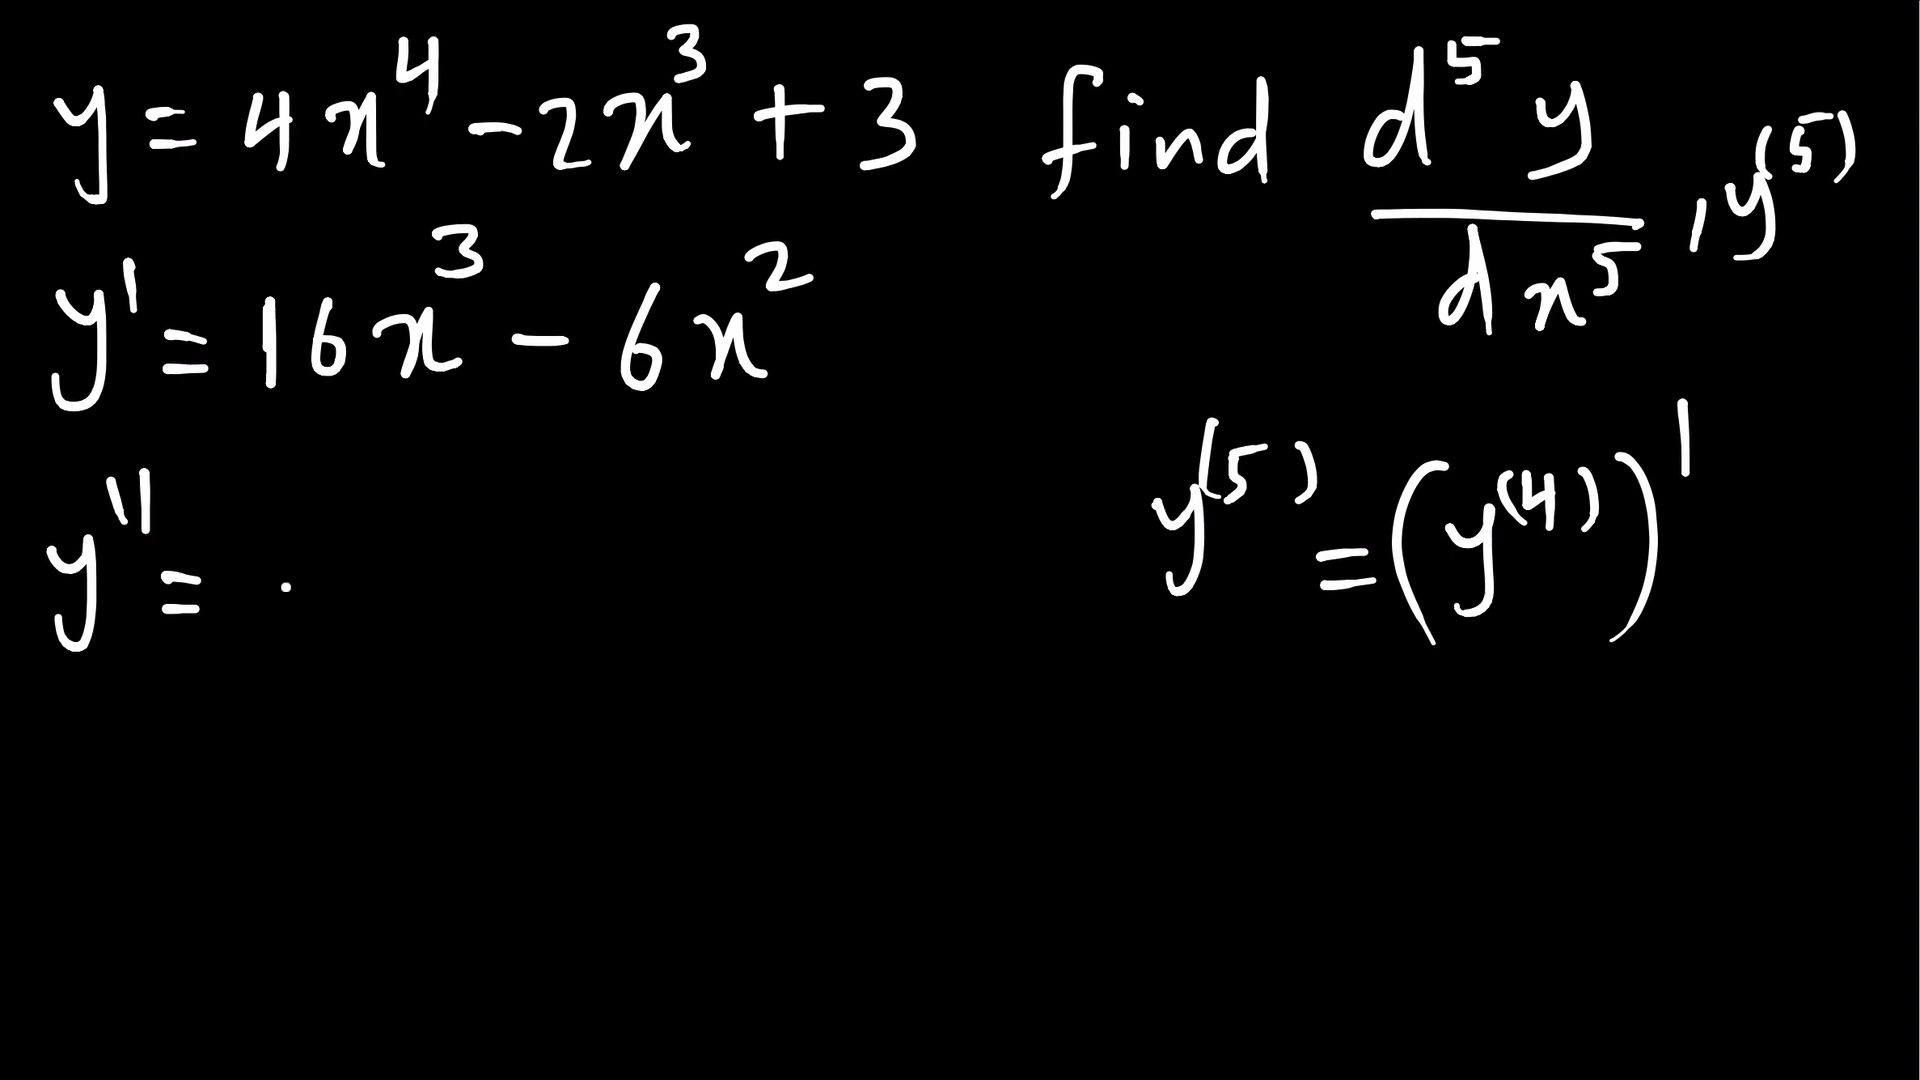 y = 4x⁴ - 2x³ + 3 find d⁵y/dx⁵, y⁽⁵⁾
y' = 16x³ - 6x²
y'' = .
y⁽⁵⁾ = (y⁽⁴⁾)'